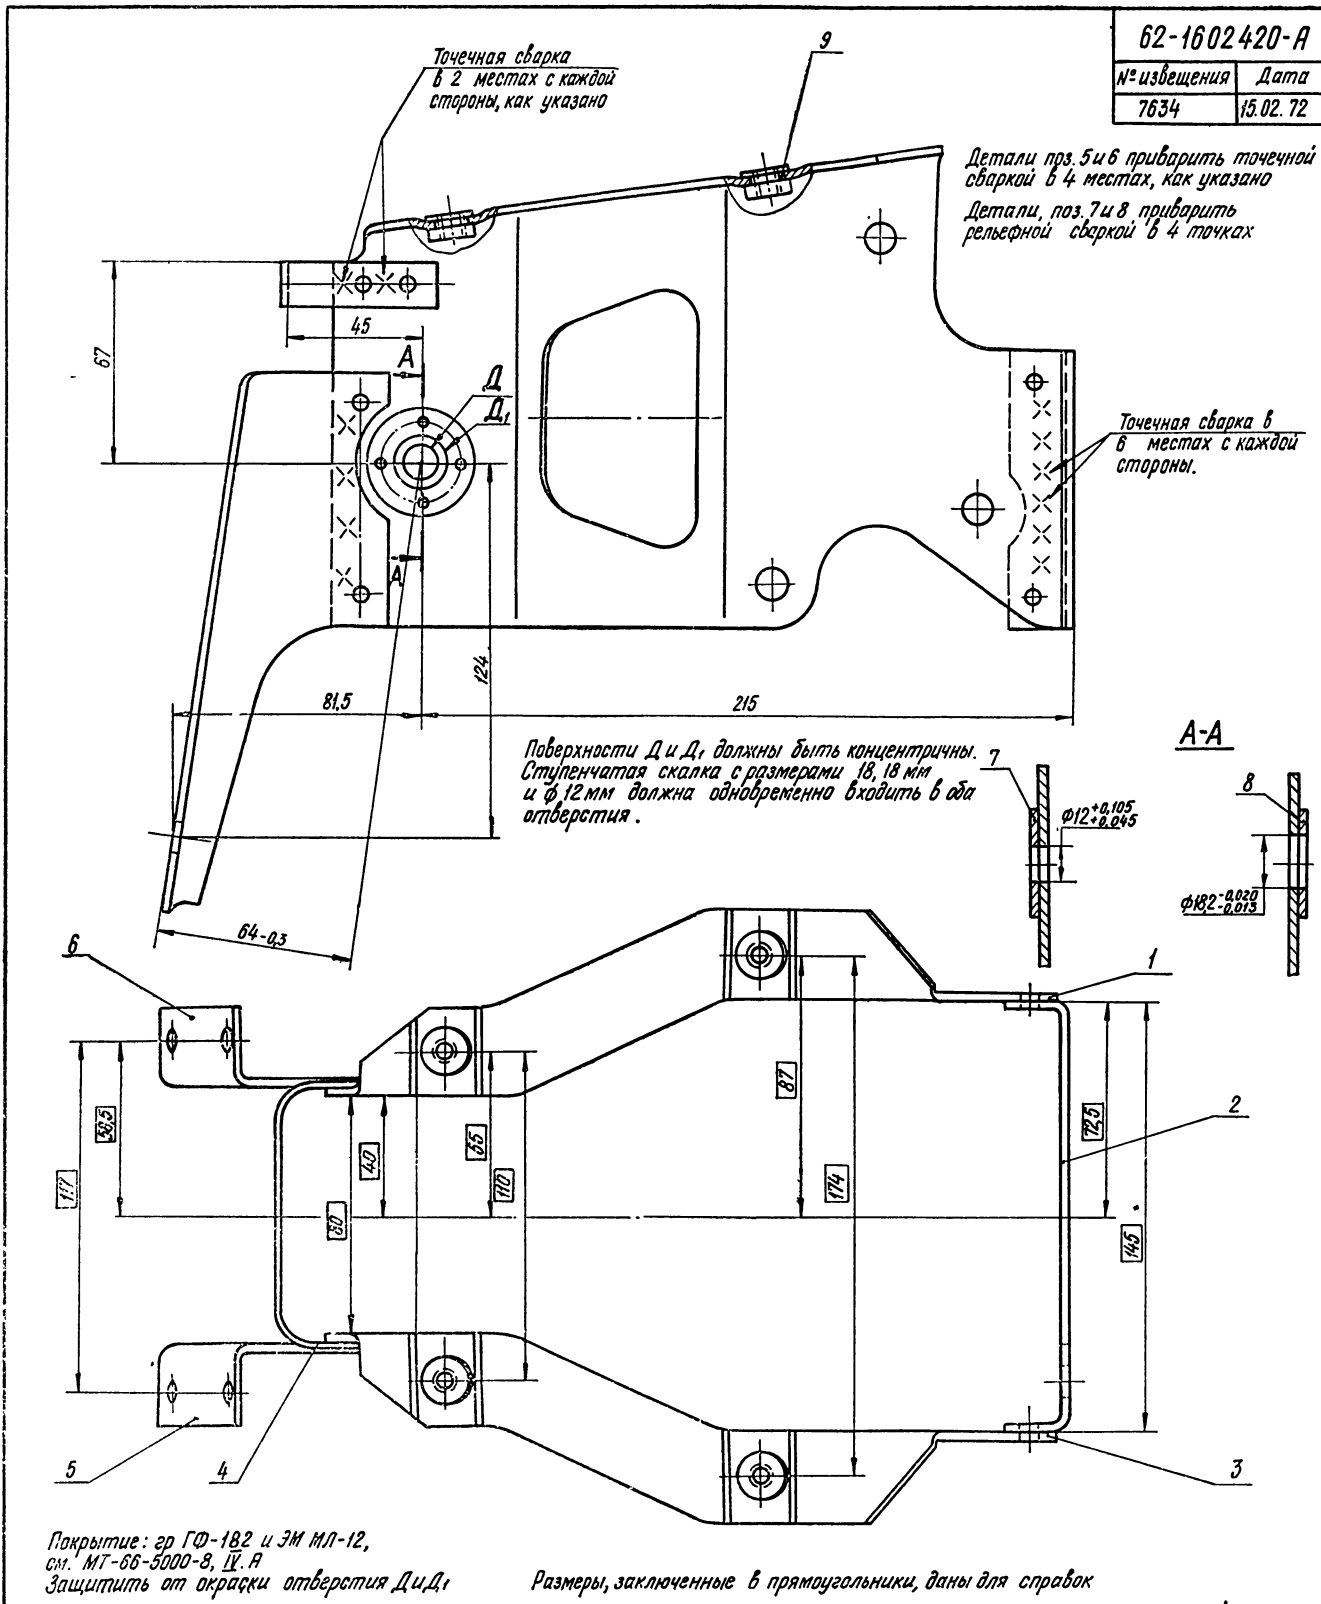 62-1602420-А
№ извещения Дата
7634 15.02.72
9
Точечная сварка
в 2 местах с каждой
стороны, как указано
Детали поз. 5 и 6 приварить точечной
сваркой в 4 местах, как указано
Детали, поз. 7 и 8 приварить
рельефной сваркой в 4 точках
67
45
А
Д
Д₁
А
Точечная сварка в
6 местах с каждой
стороны.
124
81,5
215
Поверхности Д и Д₁ должны быть концентричны.
Ступенчатая скалка с размерами 18,18 мм
и ф 12 мм должна одновременно входить в оба
отверстия.
А-А
7
8
ф12 +0,105 +0,045
ф18,2 -0,020 -0,013
64-0,3
6
1
56,5
117
40
80
55
110
87
174
72,5
145
2
5
4
3
Покрытие: гр ГФ-182 и ЭМ МЛ-12,
см. МТ-66-5000-8, IV. А
Защитить от окраски отверстия Д и Д₁
Размеры, заключенные в прямоугольники, даны для справок